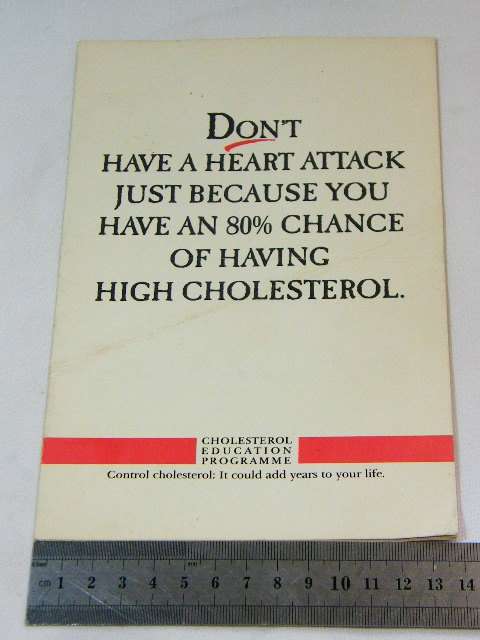 DON'T
HAVE A HEART ATTACK
JUST BECAUSE YOU
HAVE AN 80% CHANCE
OF HAVING
HIGH CHOLESTEROL.
CHOLESTEROL
EDUCATION
PROGRAMME
Control cholesterol: It could add years to your life.
cm 1 2 3 4 5 6 7 8 9 10 11 12 13 14